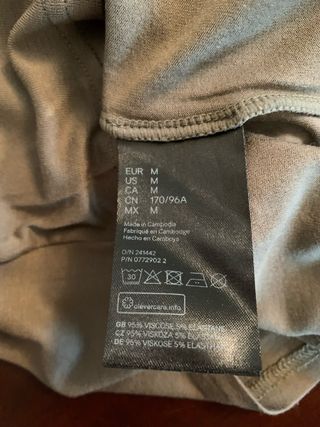 EUR M
US M
CA M
CN 170/96A
MX M
Made in Cambodia
Fabriqué en Cambodge
Hecho en Camboya
O/N 241442
P/N 0772902 2
30
clevercare.info
GB 95% VISCOSE 5% ELASTANE
CZ 95% VISKÓZA 5% ELASTAN
DE 95% VISKOSE 5% ELASTHAN